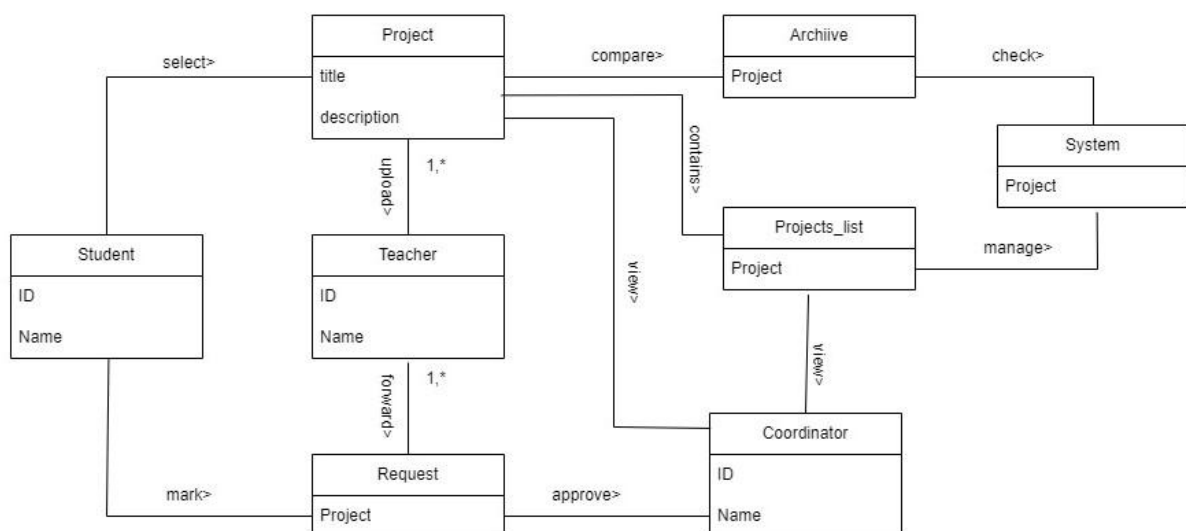 Project
title
description
Archiive
Project
select>
compare>
check>
contains>
upload>
1,*
System
Project
Student
ID
Name
Teacher
ID
Name
view>
Projects_list
Project
manage>
forward>
1,*
view>
Coordinator
ID
Name
Request
Project
mark>
approve>